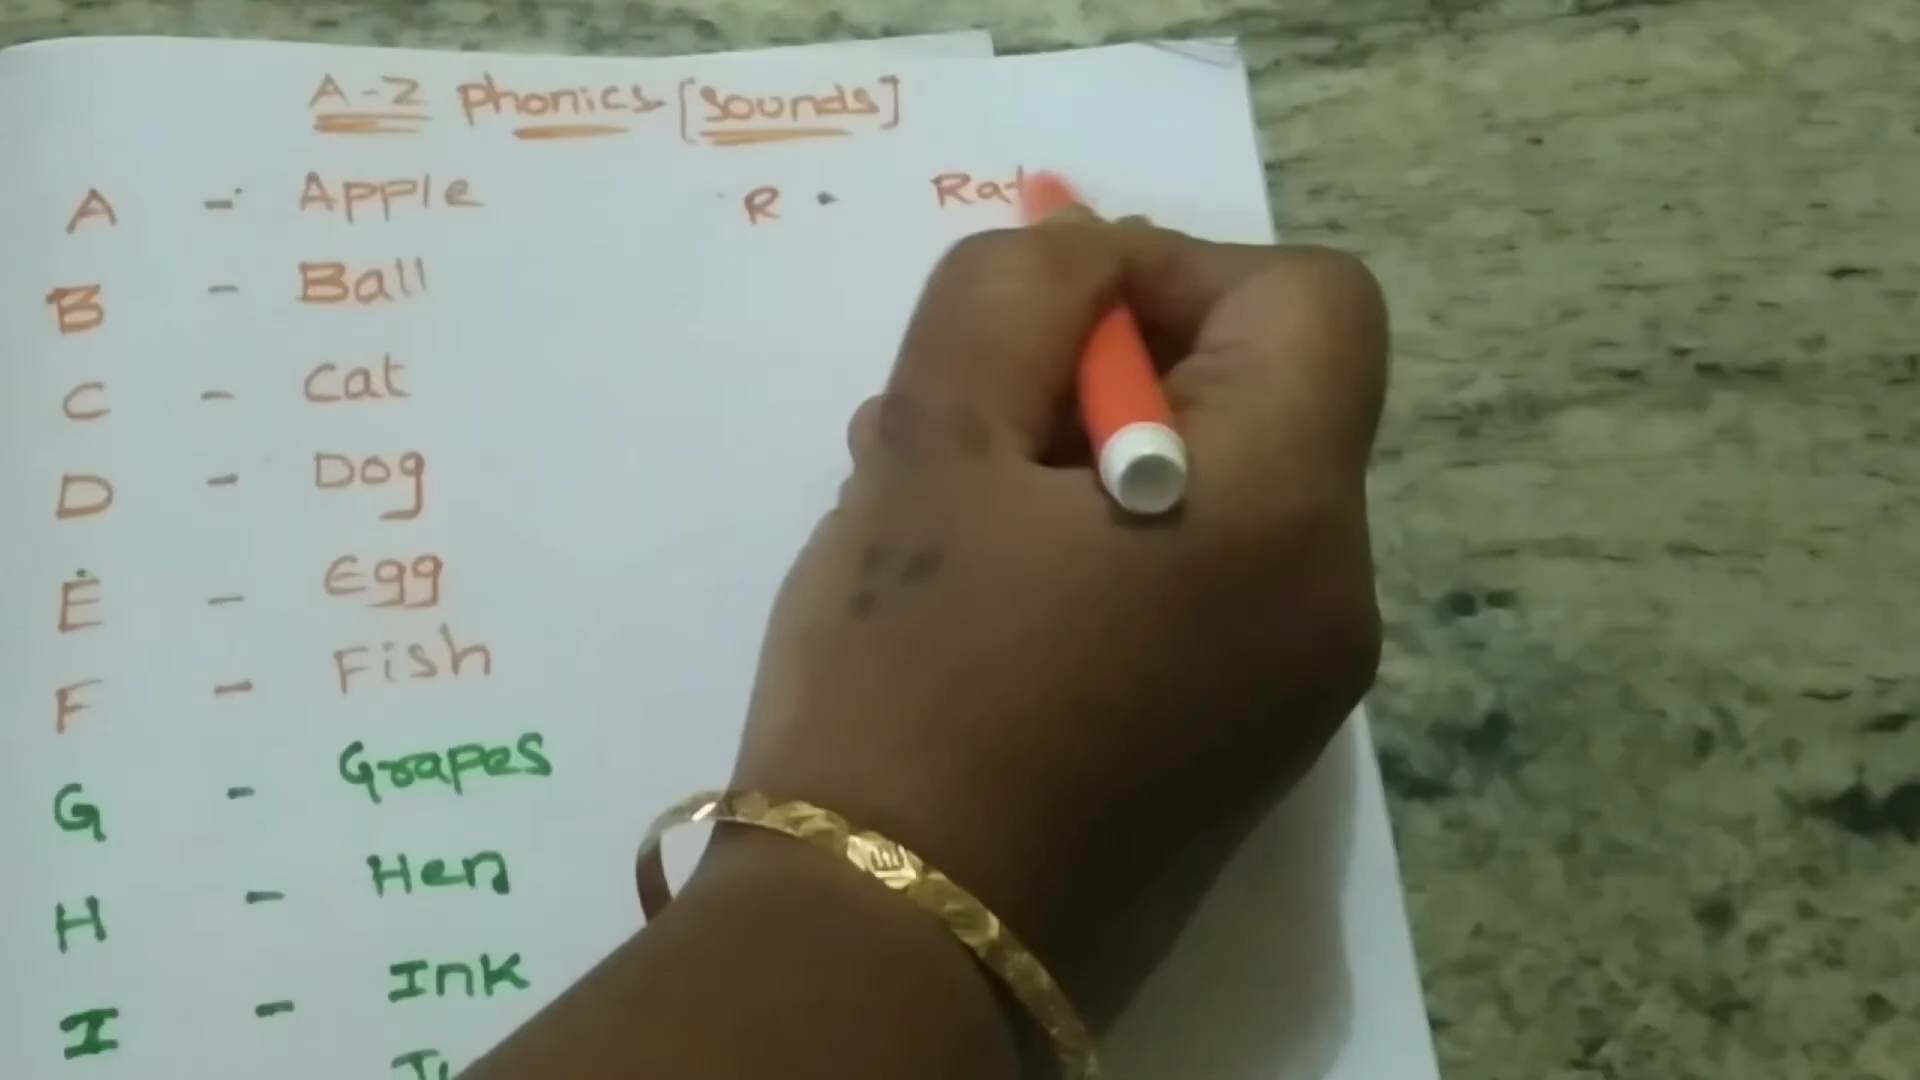 A-Z Phonics [Sounds]
A - Apple
B - Ball
C - Cat
D - Dog
E - Egg
F - Fish
G - Grapes
H - Hen
I - Ink
R - Rat